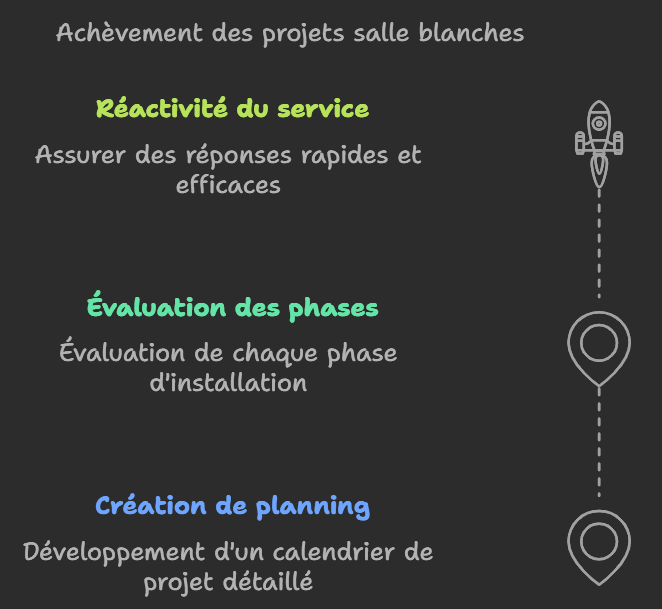 Achèvement des projets salle blanches
Réactivité du service
Assurer des réponses rapides et
efficaces
Évaluation des phases
Évaluation de chaque phase
d'installation
Création de planning
Développement d'un calendrier de
projet détaillé